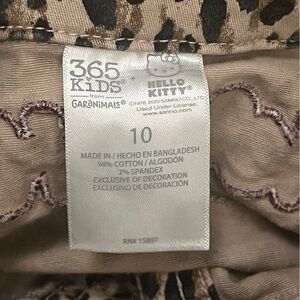 365
KiDS
from
GARANIMALS®
HELLO
KITTY®
©1976, 2020 SANRIO CO., LTD.
Used Under License.
www.sanrio.com
10
MADE IN / HECHO EN BANGLADESH
98% COTTON / ALGODÓN
2% SPANDEX
EXCLUSIVE OF DECORATION
EXCLUSIVO DE DECORACIÓN
RN# 15897